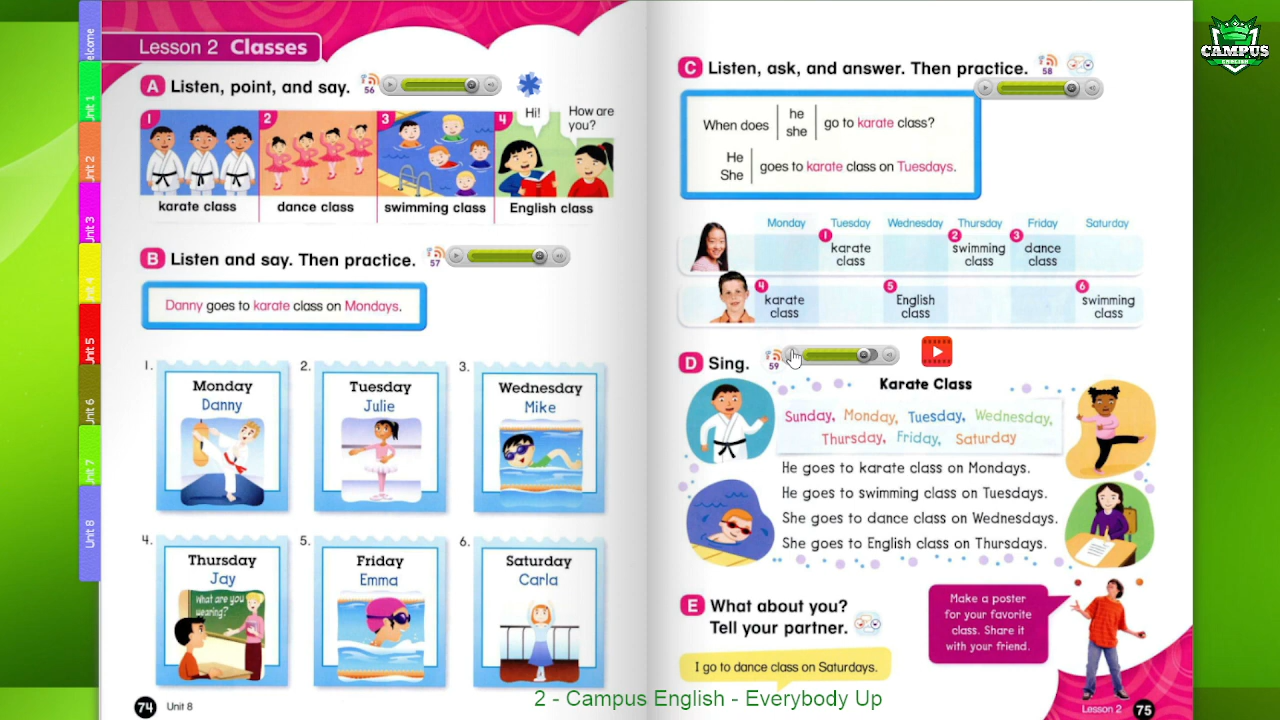 Lesson 2 Classes
A Listen, point, and say.
56
1
2
3
4
Hi!
How are
you?
karate class
dance class
swimming class
English class
B Listen and say. Then practice.
57
Danny goes to karate class on Mondays.
1.
Monday
Danny
2.
Tuesday
Julie
3.
Wednesday
Mike
4.
Thursday
Jay
What are you
wearing?
5.
Friday
Emma
6.
Saturday
Carla
74 Unit 8
C Listen, ask, and answer. Then practice.
58
When does he she go to karate class?
He She goes to karate class on Tuesdays.
Monday Tuesday Wednesday Thursday Friday Saturday
1 karate class
2 swimming class
3 dance class
4 karate class
5 English class
6 swimming class
D Sing.
59
Karate Class
Sunday, Monday, Tuesday, Wednesday,
Thursday, Friday, Saturday
He goes to karate class on Mondays.
He goes to swimming class on Tuesdays.
She goes to dance class on Wednesdays.
She goes to English class on Thursdays.
E What about you?
Tell your partner.
I go to dance class on Saturdays.
Make a poster
for your favorite
class. Share it
with your friend.
Lesson 2 75
elcome
Unit 1
Unit 2
Unit 3
Unit 4
Unit 5
Unit 6
Unit 7
Unit 8
CAMPUS
ENGLISH
2 - Campus English - Everybody Up